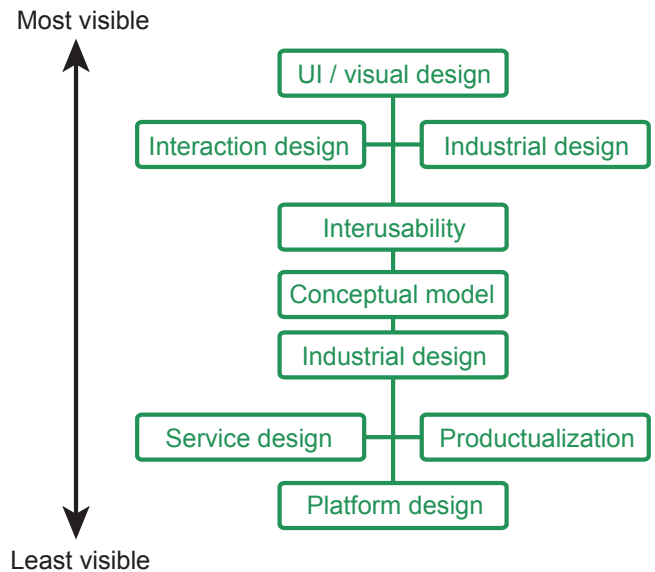 Most visible
UI / visual design
Interaction design
Industrial design
Interusability
Conceptual model
Industrial design
Service design
Productualization
Platform design
Least visible